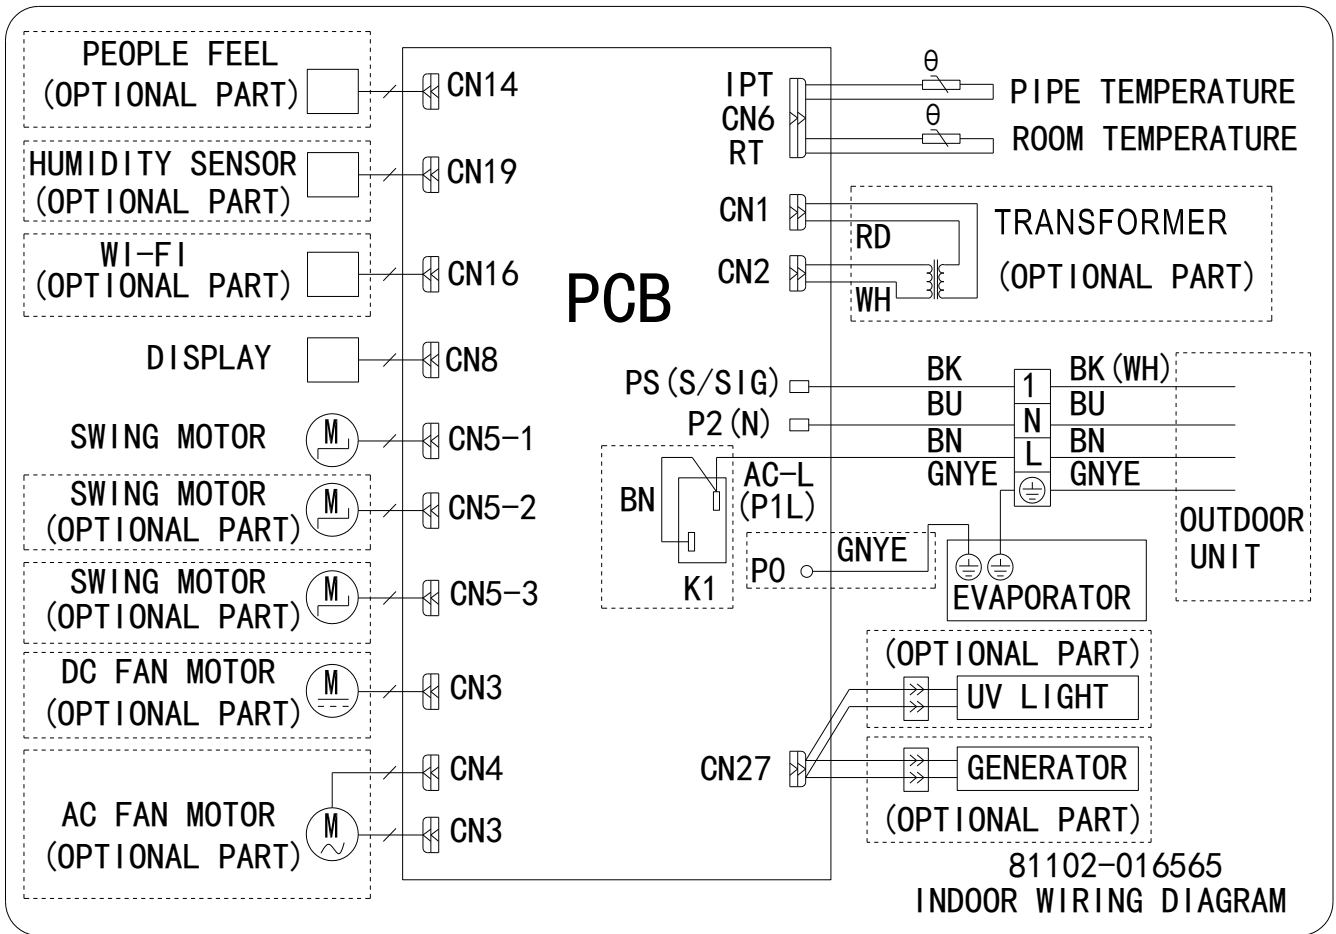 PEOPLE FEEL
(OPTIONAL PART)
CN14
HUMIDITY SENSOR
(OPTIONAL PART)
CN19
WI-FI
(OPTIONAL PART)
CN16
DISPLAY
CN8
SWING MOTOR
M
CN5-1
SWING MOTOR
(OPTIONAL PART)
M
CN5-2
SWING MOTOR
(OPTIONAL PART)
M
CN5-3
DC FAN MOTOR
(OPTIONAL PART)
M
CN3
AC FAN MOTOR
(OPTIONAL PART)
M
CN4
CN3
PCB
IPT
CN6
RT
θ
PIPE TEMPERATURE
θ
ROOM TEMPERATURE
CN1
CN2
RD
WH
TRANSFORMER
(OPTIONAL PART)
PS(S/SIG)
BK
1
BK(WH)
P2(N)
BU
N
BU
BN
L
BN
GNYE
GNYE
AC-L
(P1L)
BN
K1
P0
GNYE
EVAPORATOR
OUTDOOR
UNIT
(OPTIONAL PART)
UV LIGHT
CN27
GENERATOR
(OPTIONAL PART)
81102-016565
INDOOR WIRING DIAGRAM